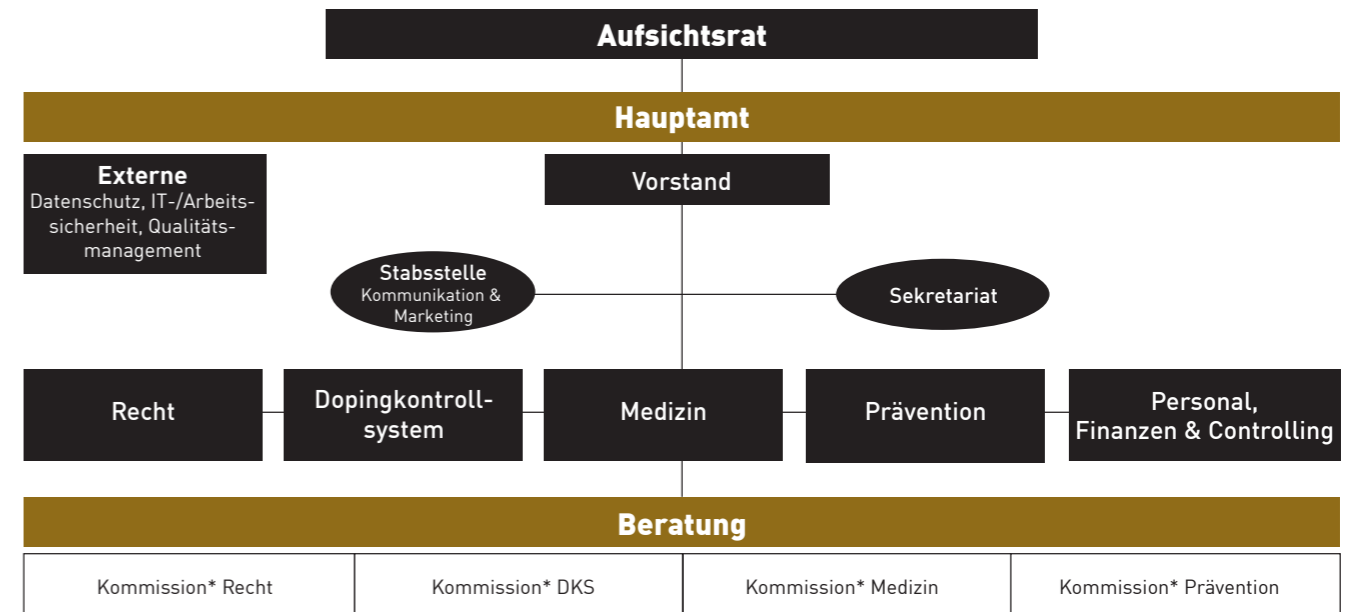 Aufsichtsrat
Hauptamt
Externe
Datenschutz, IT-/Arbeits-
sicherheit, Qualitäts-
management
Vorstand
Stabsstelle
Kommunikation &
Marketing
Sekretariat
Recht
Dopingkontroll-
system
Medizin
Prävention
Personal,
Finanzen & Controlling
Beratung
Kommission* Recht
Kommission* DKS
Kommission* Medizin
Kommission* Prävention